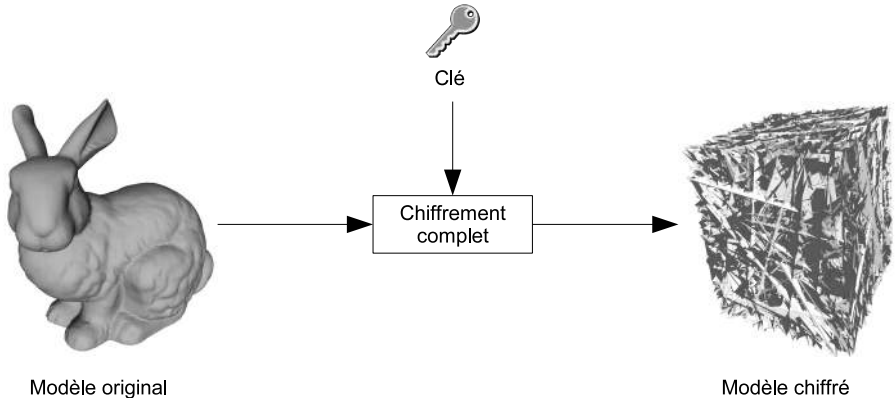 Clé
Chiffrement
complet
Modèle original
Modèle chiffré